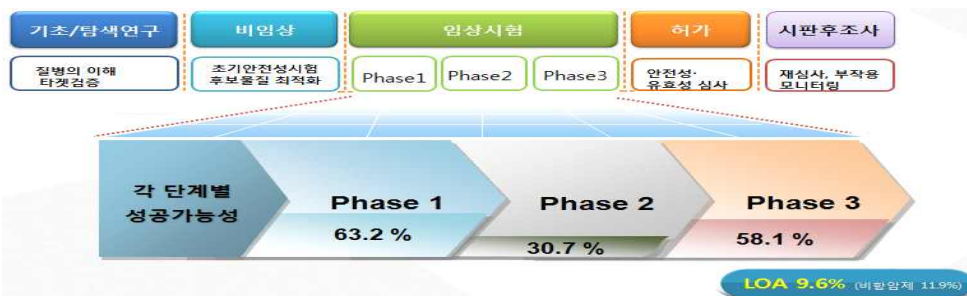 기초/탐색연구
비임상
임상시험
허가
시판후조사
질병의 이해
타켓검증
초기안전성시험
후보물질 최적화
Phase1
Phase2
Phase3
안전성·
유효성 심사
재심사, 부작용
모니터링
각 단계별
성공가능성
Phase 1
63.2 %
Phase 2
30.7 %
Phase 3
58.1 %
LOA 9.6% (비항암제 11.9%)